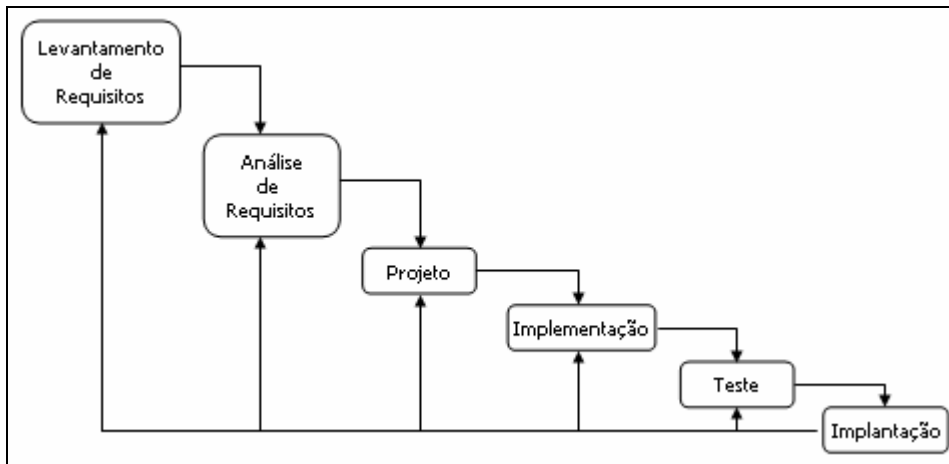 Levantamento
de
Requisitos
Análise
de
Requisitos
Projeto
Implementação
Teste
Implantação